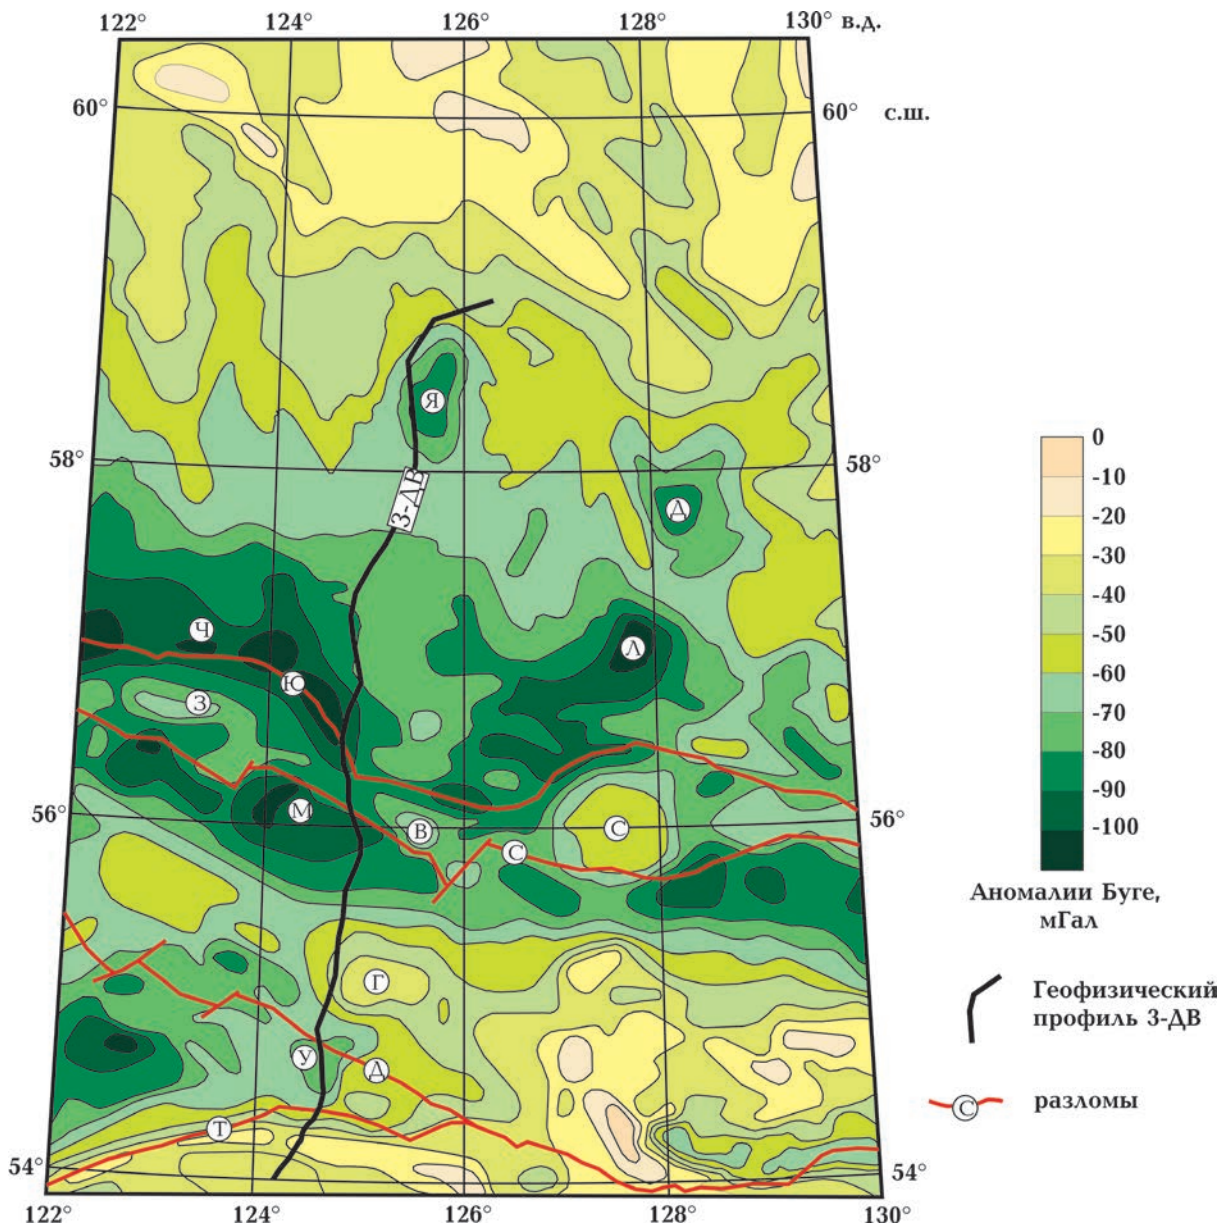 122° 124° 126° 128° 130° в.д.
60° 60° с.ш.
Я
58° 58°
3-ДВ
Д
Ч
Л
Ю
З
М
56° 56°
В
С
С
Г
У
Д
Т
54° 54°
122° 124° 126° 128° 130°
0
-10
-20
-30
-40
-50
-60
-70
-80
-90
-100
Аномалии Буге,
мГал
Геофизический
профиль 3-ДВ
С
разломы